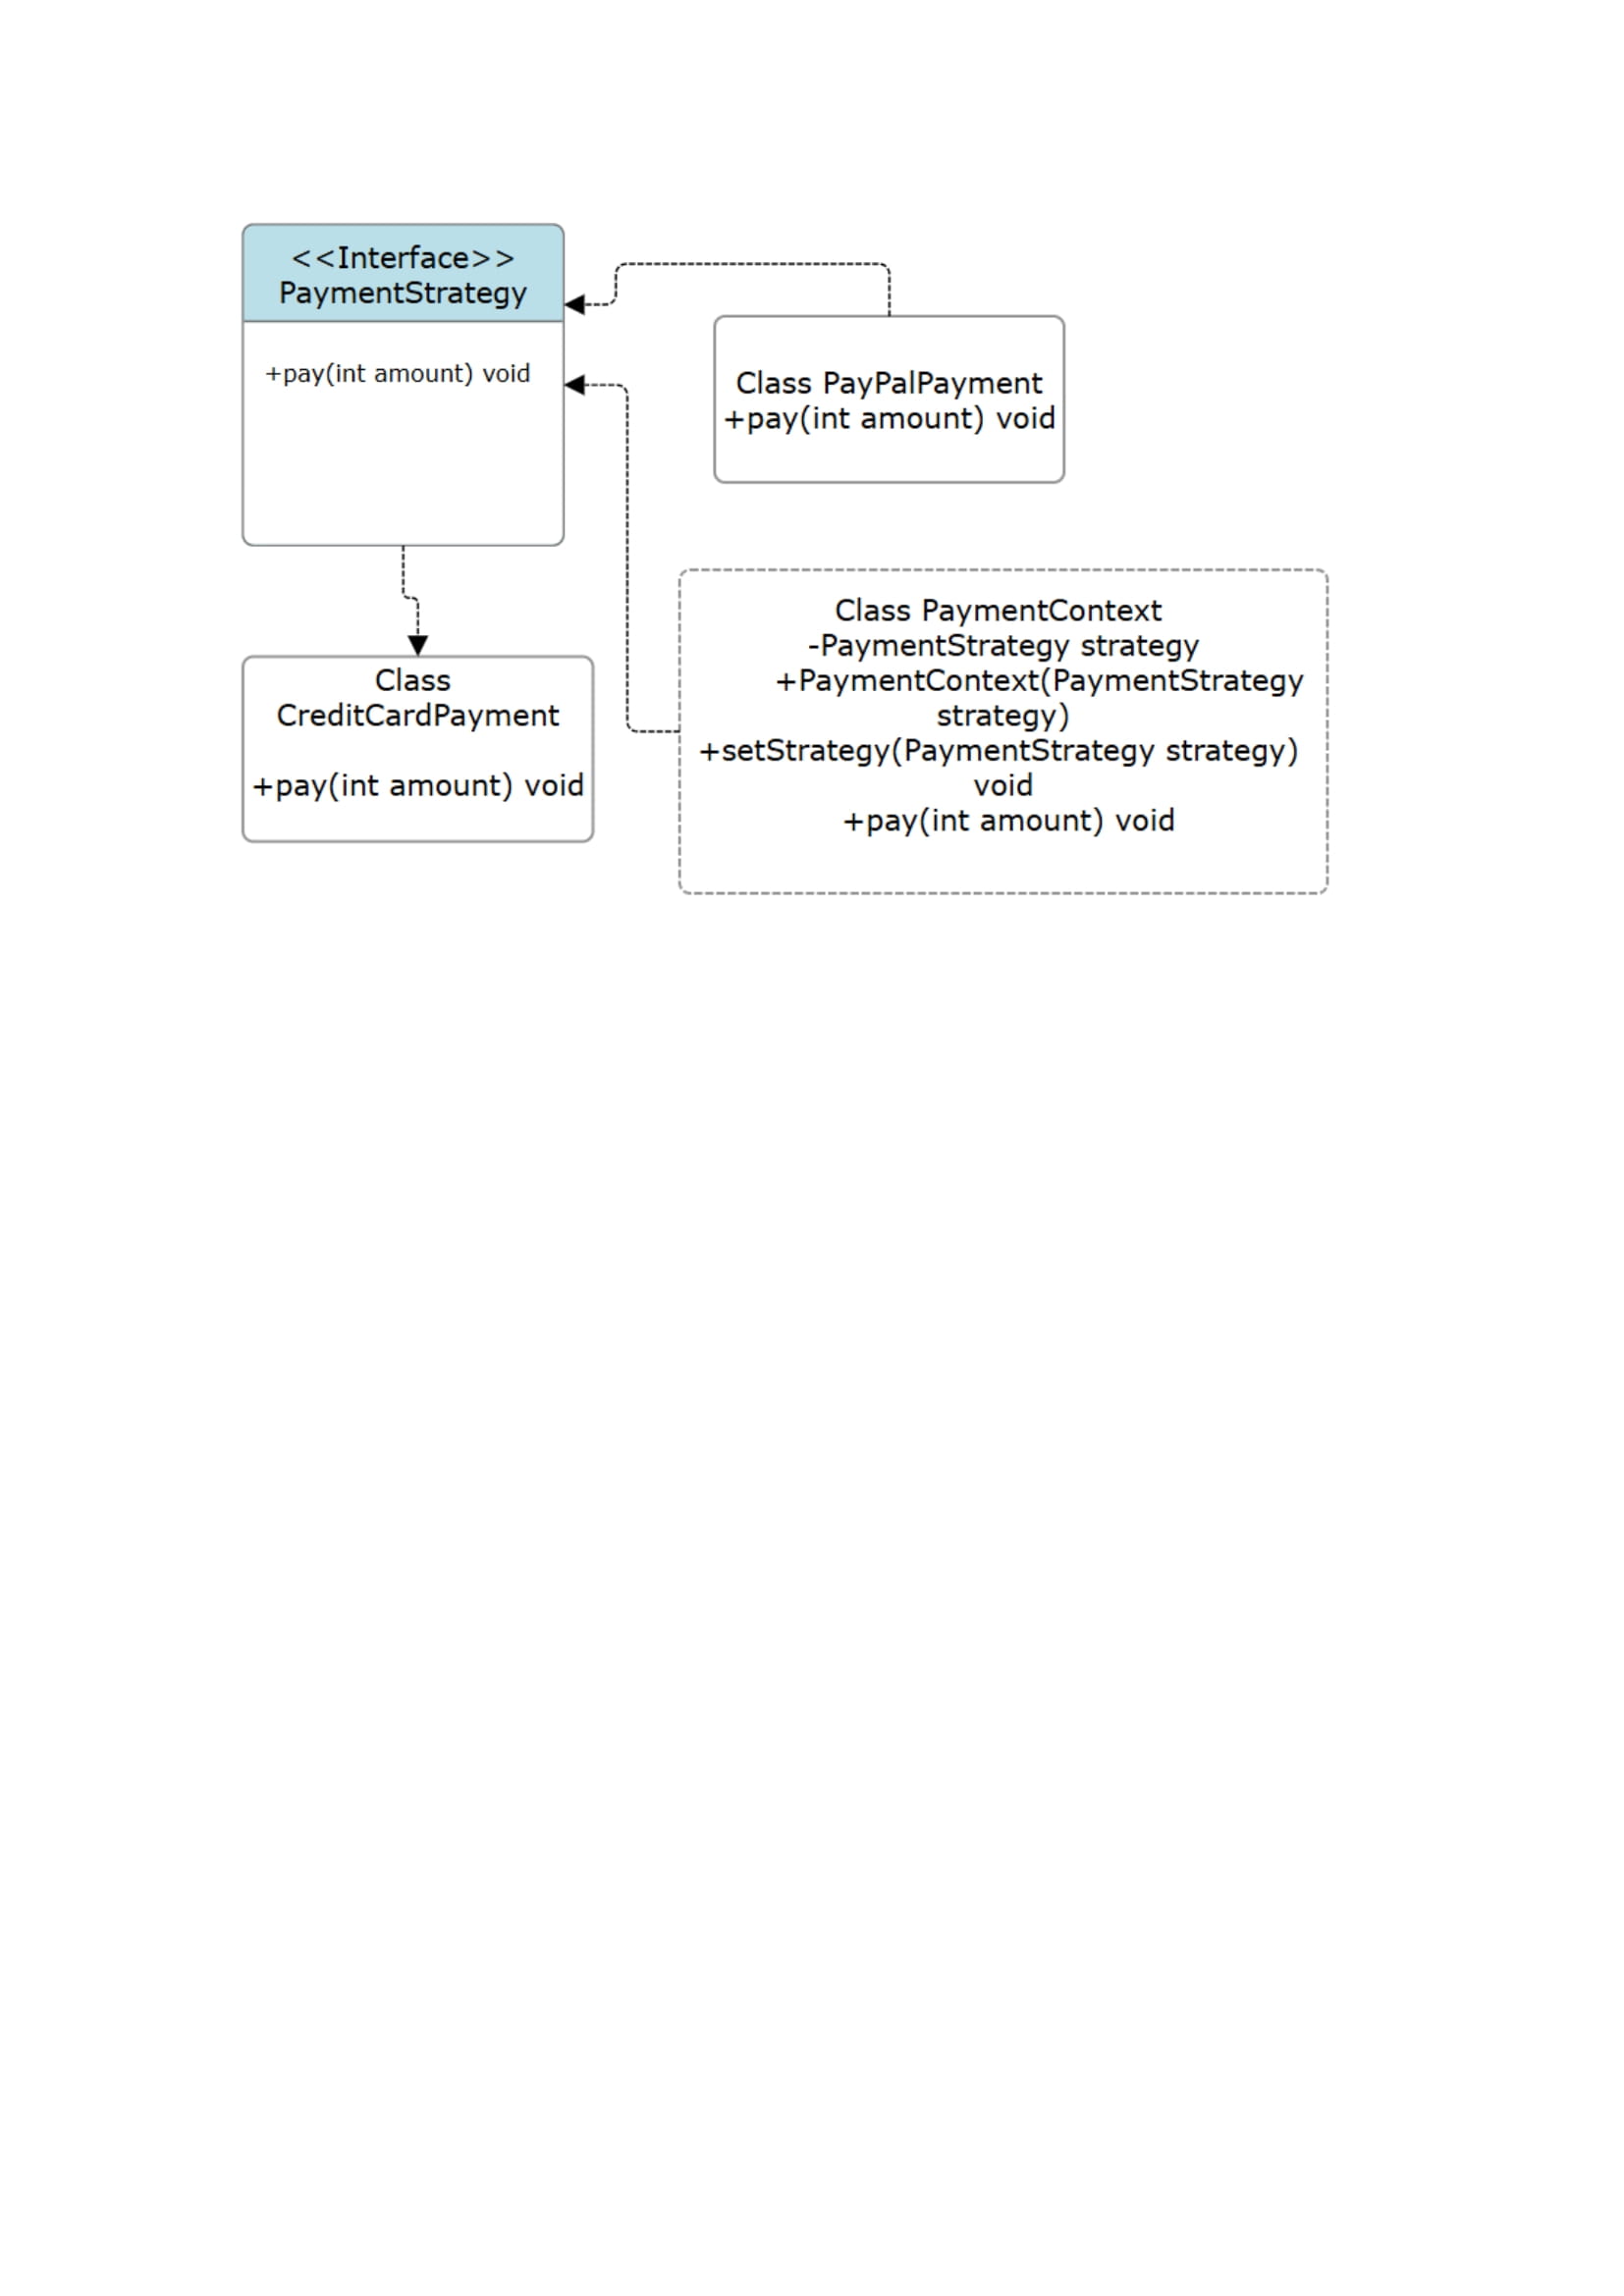 <<Interface>>
PaymentStrategy
+pay(int amount) void
Class PayPalPayment
+pay(int amount) void
Class
CreditCardPayment
+pay(int amount) void
Class PaymentContext
-PaymentStrategy strategy
+PaymentContext(PaymentStrategy
strategy)
+setStrategy(PaymentStrategy strategy)
void
+pay(int amount) void